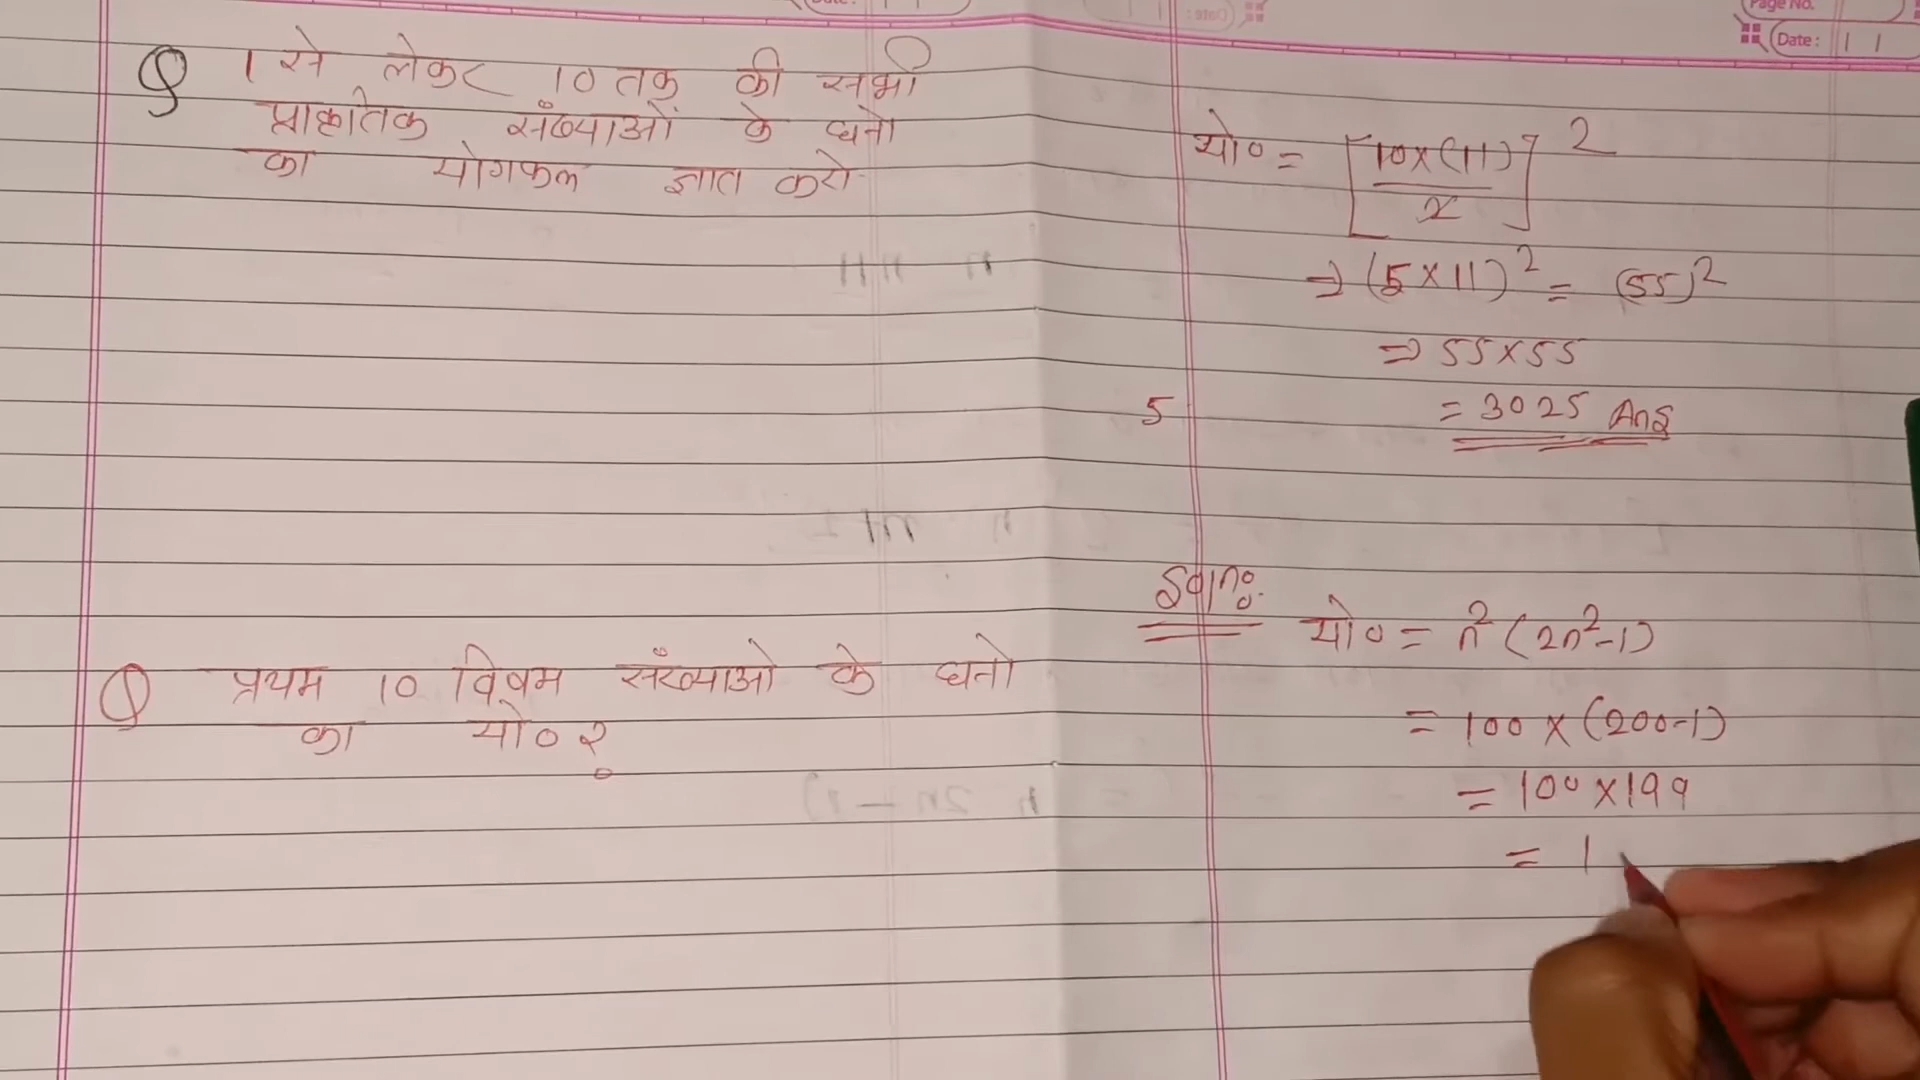 Page No.
Date :
Q 1 से लेकर 10 तक की सभी
प्राकृतिक सँख्याओं के घनो
का योगफल ज्ञात करो
यो० = [10×(11)/2]²
⇒ (5×11)² = (55)²
⇒ 55×55
5
= 3025 Ans
Solno:
यो० = n²(2n²-1)
Q प्रथम 10 विषम सँख्याओ के घनो
का यो० ?
= 100 × (200-1)
= 100 × 199
= 1